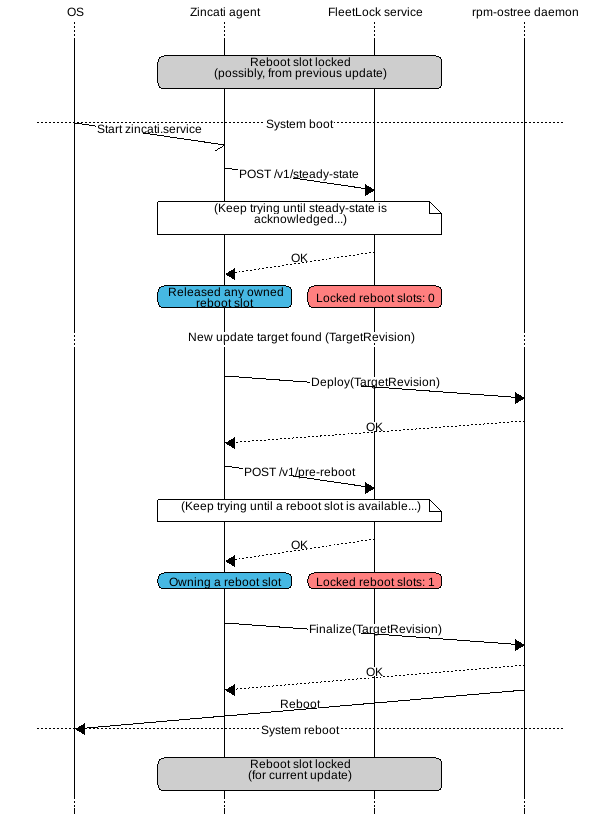 OS
Zincati agent
FleetLock service
rpm-ostree daemon
Reboot slot locked
(possibly, from previous update)
System boot
Start zincati.service
POST /v1/steady-state
(Keep trying until steady-state is
acknowledged...)
OK
Released any owned
reboot slot
Locked reboot slots: 0
New update target found (TargetRevision)
Deploy(TargetRevision)
OK
POST /v1/pre-reboot
(Keep trying until a reboot slot is available...)
OK
Owning a reboot slot
Locked reboot slots: 1
Finalize(TargetRevision)
OK
Reboot
System reboot
Reboot slot locked
(for current update)